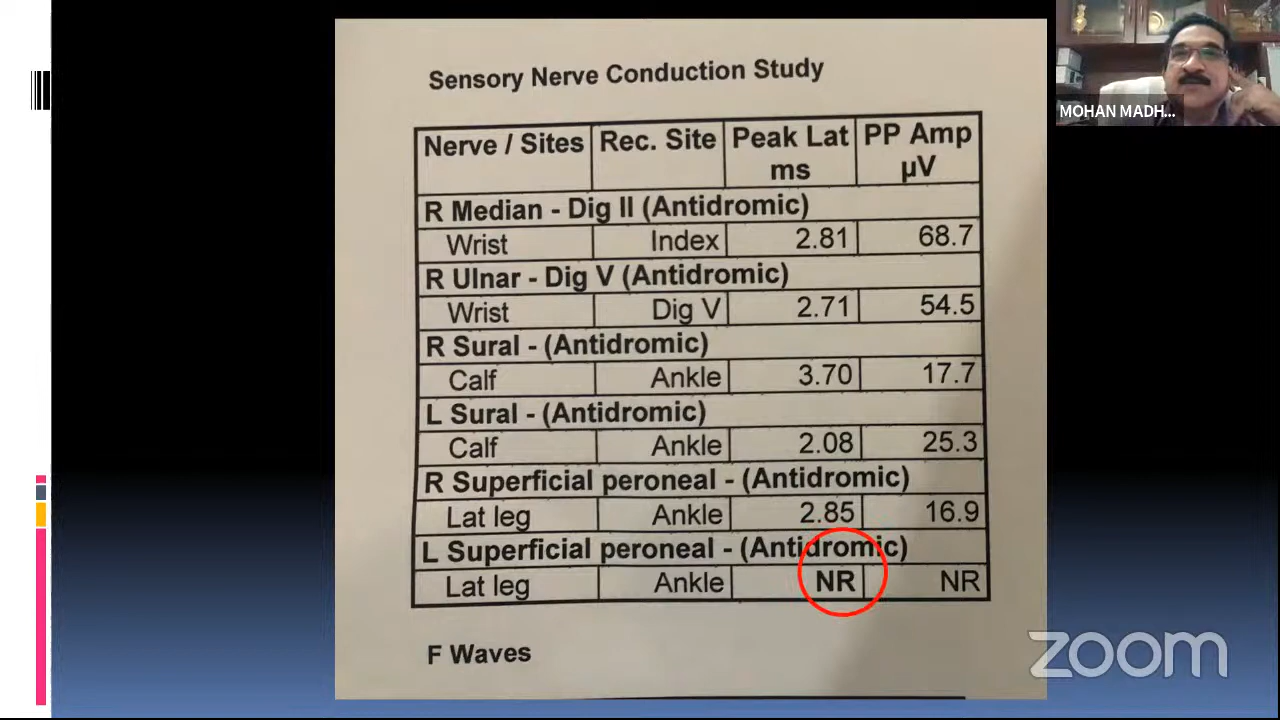 Sensory Nerve Conduction Study
Nerve / Sites Rec. Site Peak Lat ms PP Amp µV
R Median - Dig II (Antidromic)
Wrist Index 2.81 68.7
R Ulnar - Dig V (Antidromic)
Wrist Dig V 2.71 54.5
R Sural - (Antidromic)
Calf Ankle 3.70 17.7
L Sural - (Antidromic)
Calf Ankle 2.08 25.3
R Superficial peroneal - (Antidromic)
Lat leg Ankle 2.85 16.9
L Superficial peroneal - (Antidromic)
Lat leg Ankle NR NR
F Waves
MOHAN MADH...
zoom